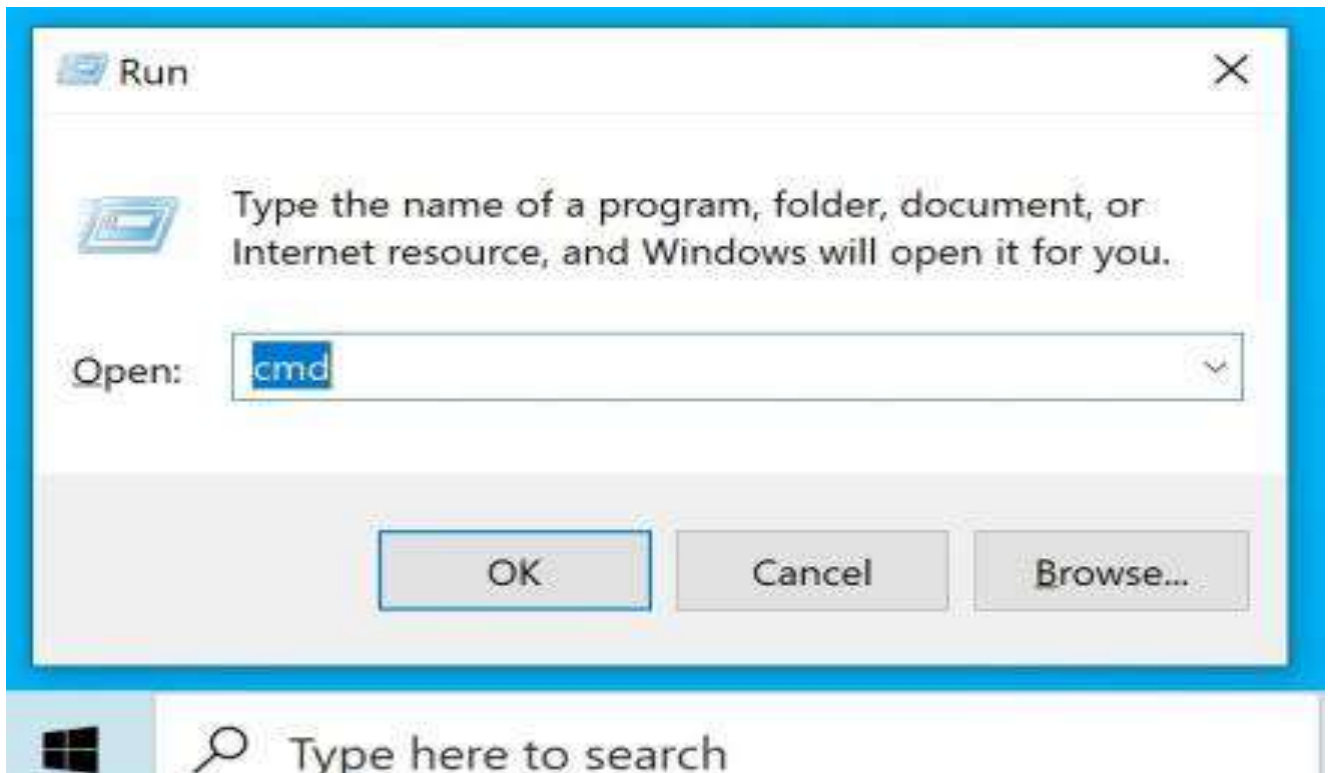 Run
Type the name of a program, folder, document, or
Internet resource, and Windows will open it for you.
Open:
cmd
OK
Cancel
Browse...
Type here to search